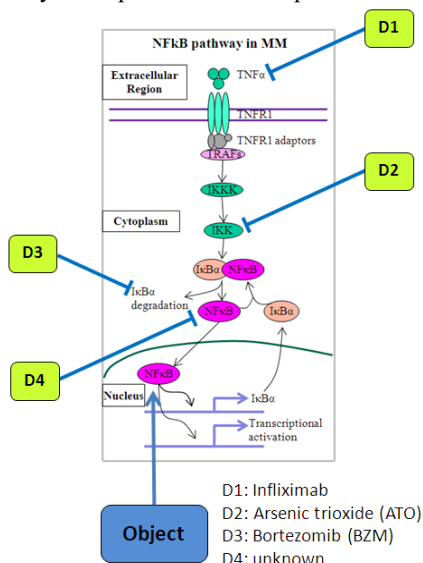 D1
NFkB pathway in MM
Extracellular
Region
TNFα
TNFR1
TNFR1 adaptors
TRAFs
D2
IKKK
Cytoplasm
IKK
D3
IκBα
NFκB
IκBα
degradation
NFκB
IκBα
D4
NFκB
Nucleus
IκBα
Transcriptional
activation
Object
D1: Infliximab
D2: Arsenic trioxide (ATO)
D3: Bortezomib (BZM)
D4: unknown